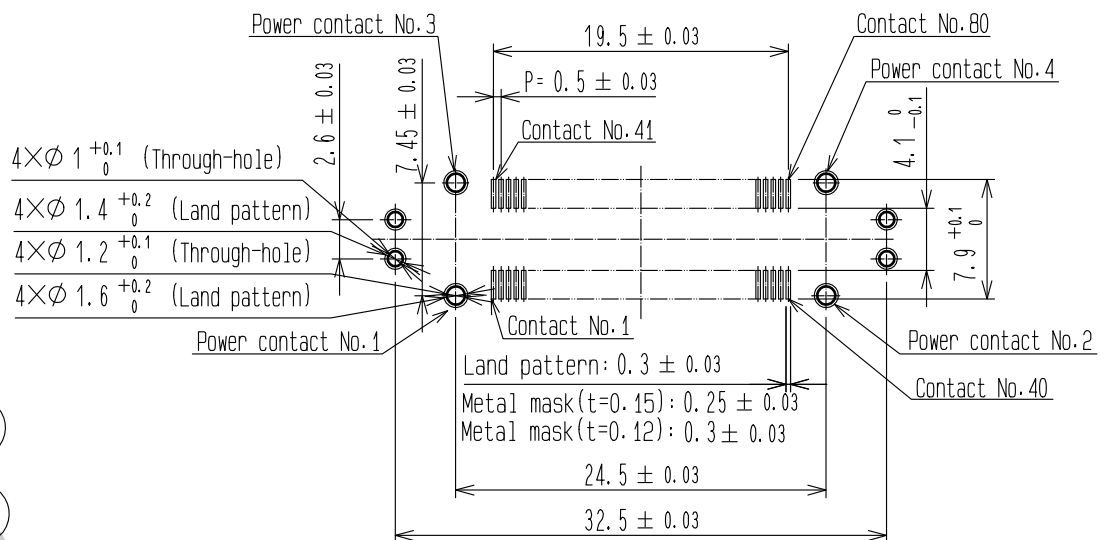 Power contact No.3
19.5 ± 0.03
Contact No.80
P= 0.5 ± 0.03
Power contact No.4
2.6 ± 0.03
7.45 ± 0.03
Contact No.41
4.1 0 -0.1
4×Ø 1 +0.1 0 (Through-hole)
4×Ø 1.4 +0.2 0 (Land pattern)
4×Ø 1.2 +0.1 0 (Through-hole)
4×Ø 1.6 +0.2 0 (Land pattern)
7.9 +0.1 0
Power contact No.1
Contact No.1
Power contact No.2
Land pattern: 0.3 ± 0.03
Contact No.40
Metal mask(t=0.15): 0.25 ± 0.03
Metal mask(t=0.12): 0.3± 0.03
24.5 ± 0.03
32.5 ± 0.03